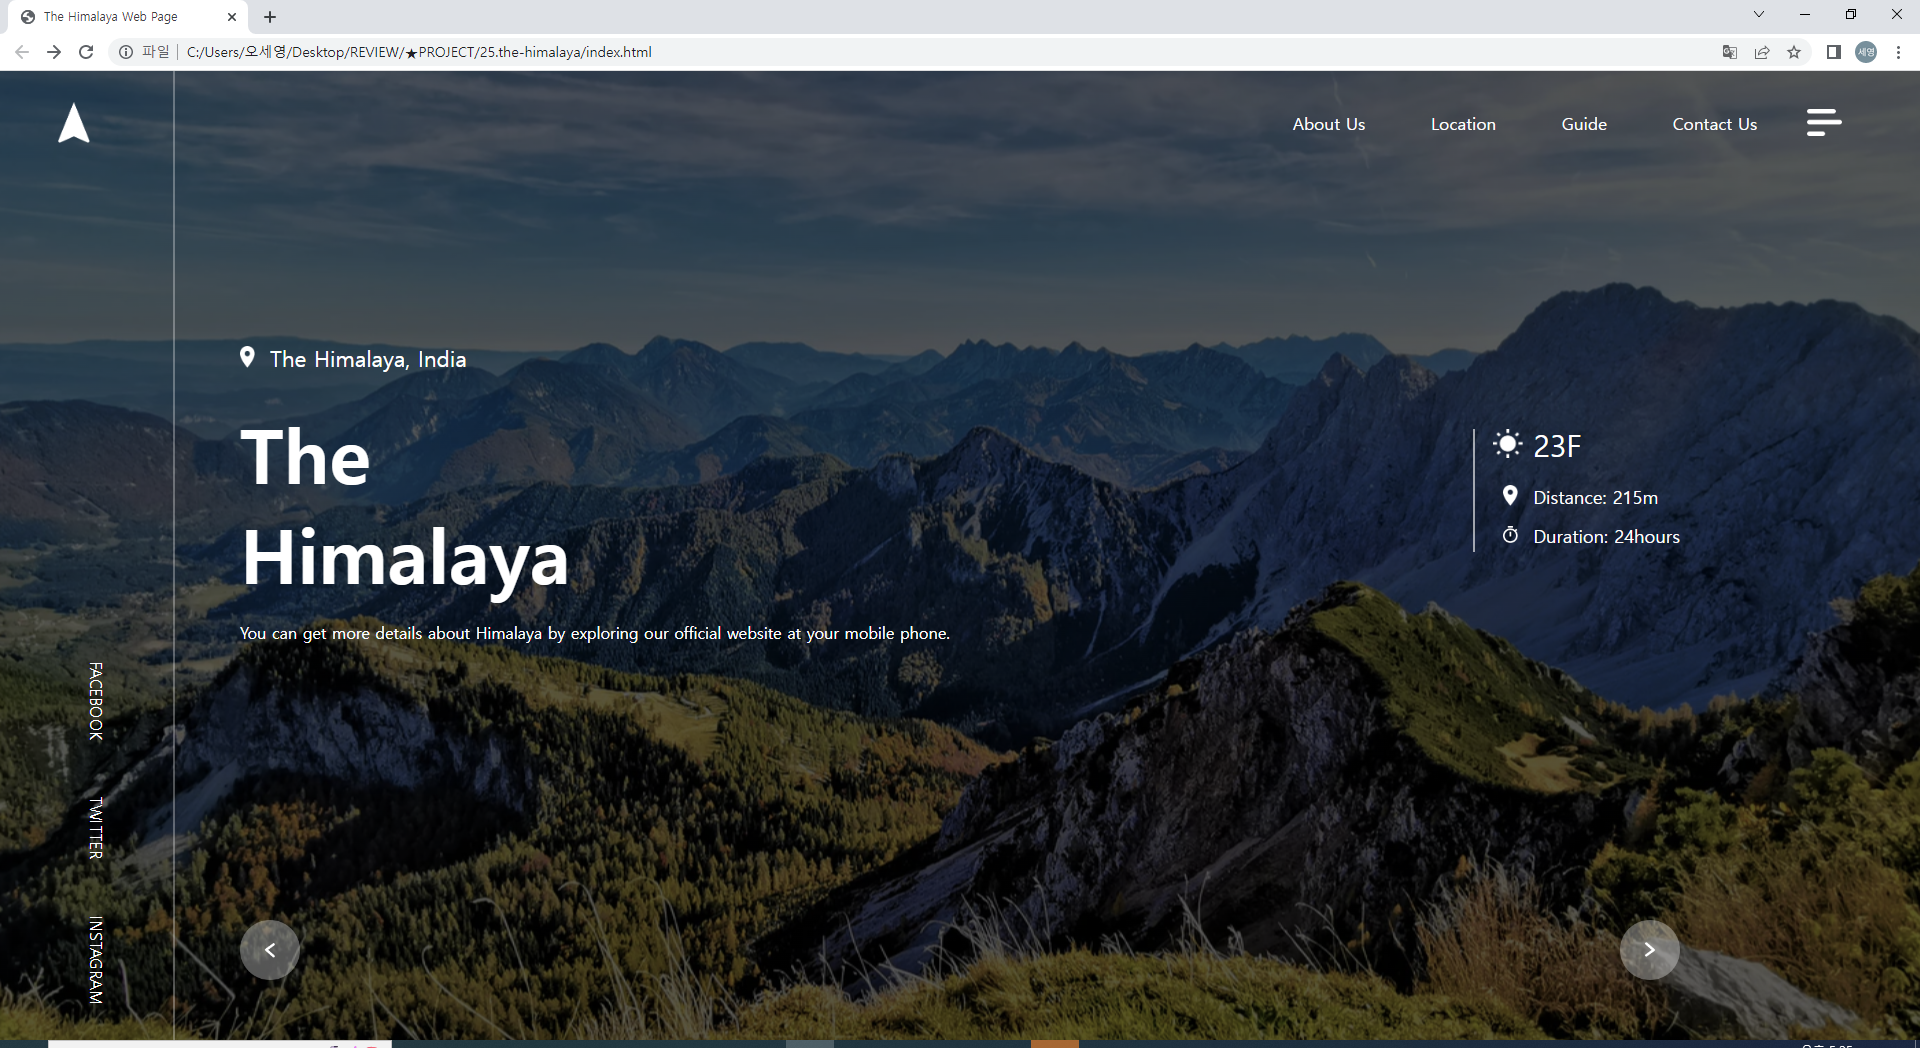 The Himalaya Web Page
파일
C:/Users/오세영/Desktop/REVIEW/★PROJECT/25.the-himalaya/index.html
세영
About Us
Location
Guide
Contact Us
The Himalaya, India
The
Himalaya
You can get more details about Himalaya by exploring our official website at your mobile phone.
23F
Distance: 215m
Duration: 24hours
FACEBOOK
TWITTER
INSTAGRAM